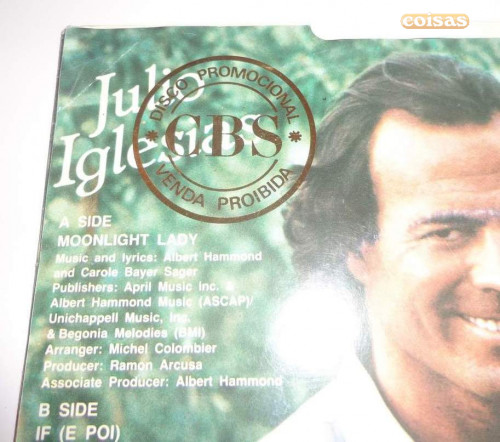 coisas
Julio
Iglesias
DISCO PROMOCIONAL
CBS
VENDA PROIBIDA
A SIDE
MOONLIGHT LADY
Music and lyrics: Albert Hammond
and Carole Bayer Sager
Publishers: April Music Inc. &
Albert Hammond Music (ASCAP)/
Unichappell Music, Inc.
& Begonia Melodies (BMI)
Arranger: Michel Colombier
Producer: Ramón Arcusa
Associate Producer: Albert Hammond
B SIDE
IF (E POI)